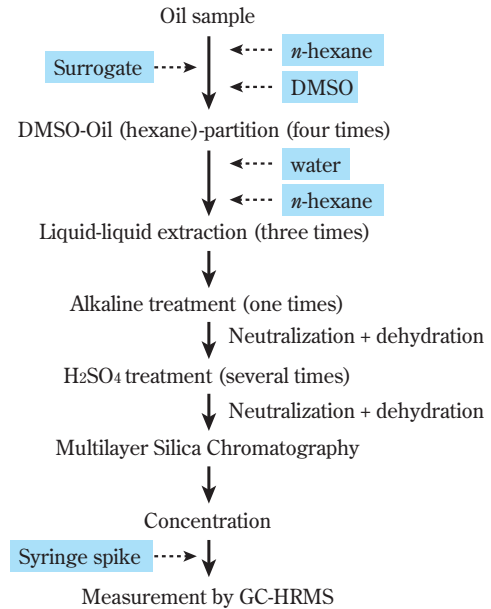 Oil sample
n-hexane
Surrogate
DMSO
DMSO-Oil (hexane)-partition (four times)
water
n-hexane
Liquid-liquid extraction (three times)
Alkaline treatment (one times)
Neutralization + dehydration
H2SO4 treatment (several times)
Neutralization + dehydration
Multilayer Silica Chromatography
Concentration
Syringe spike
Measurement by GC-HRMS